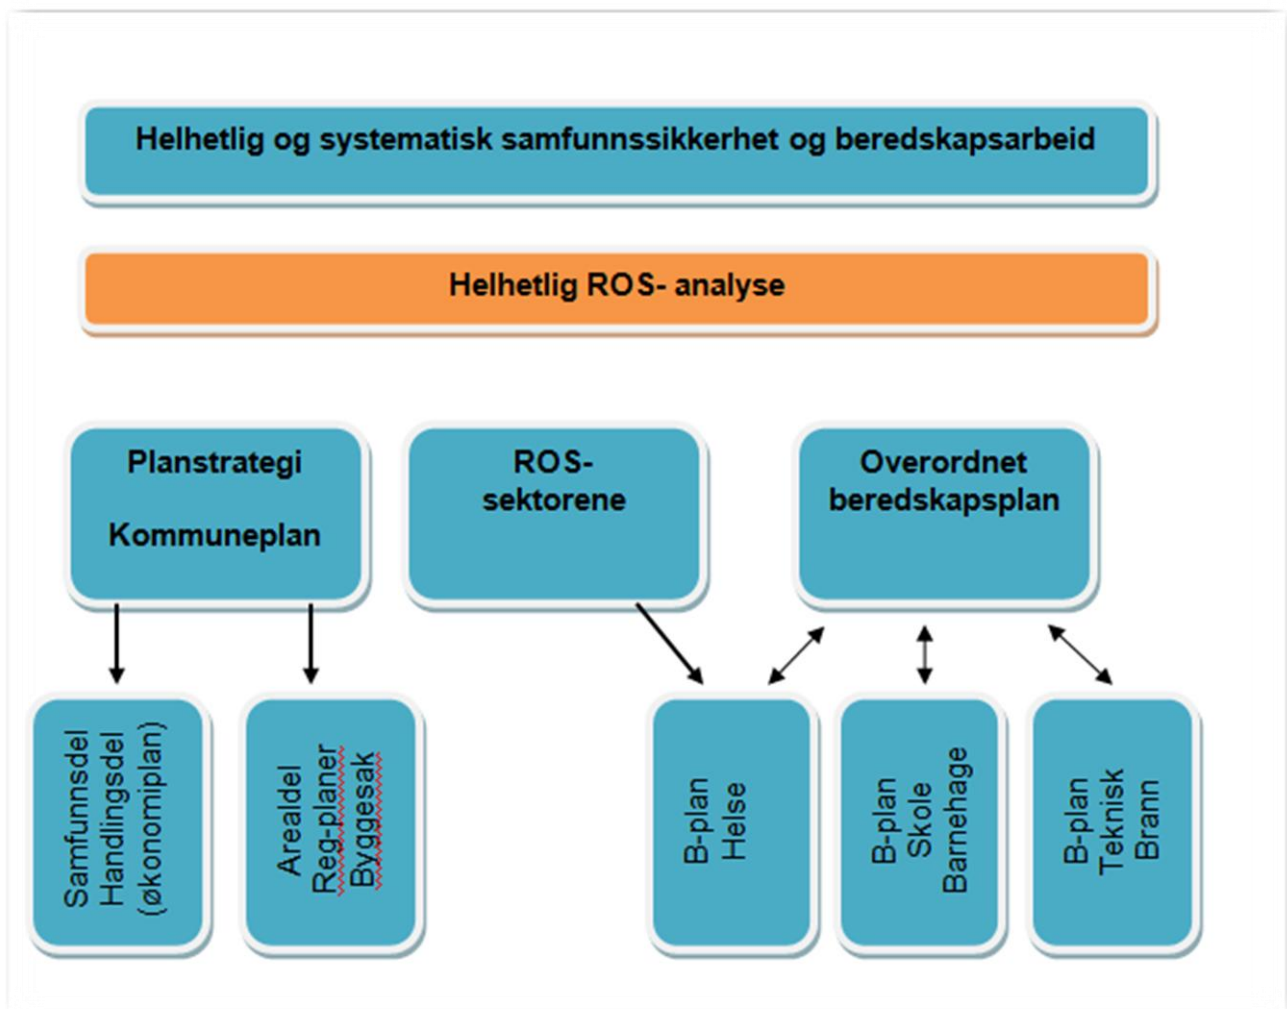 Helhetlig og systematisk samfunnssikkerhet og beredskapsarbeid
Helhetlig ROS- analyse
Planstrategi
Kommuneplan
ROS-
sektorene
Overordnet
beredskapsplan
Samfunnsdel
Handlingsdel
(økonomiplan)
Arealdel
Reg-planer
Byggesak
B-plan
Helse
B-plan
Skole
Barnehage
B-plan
Teknisk
Brann